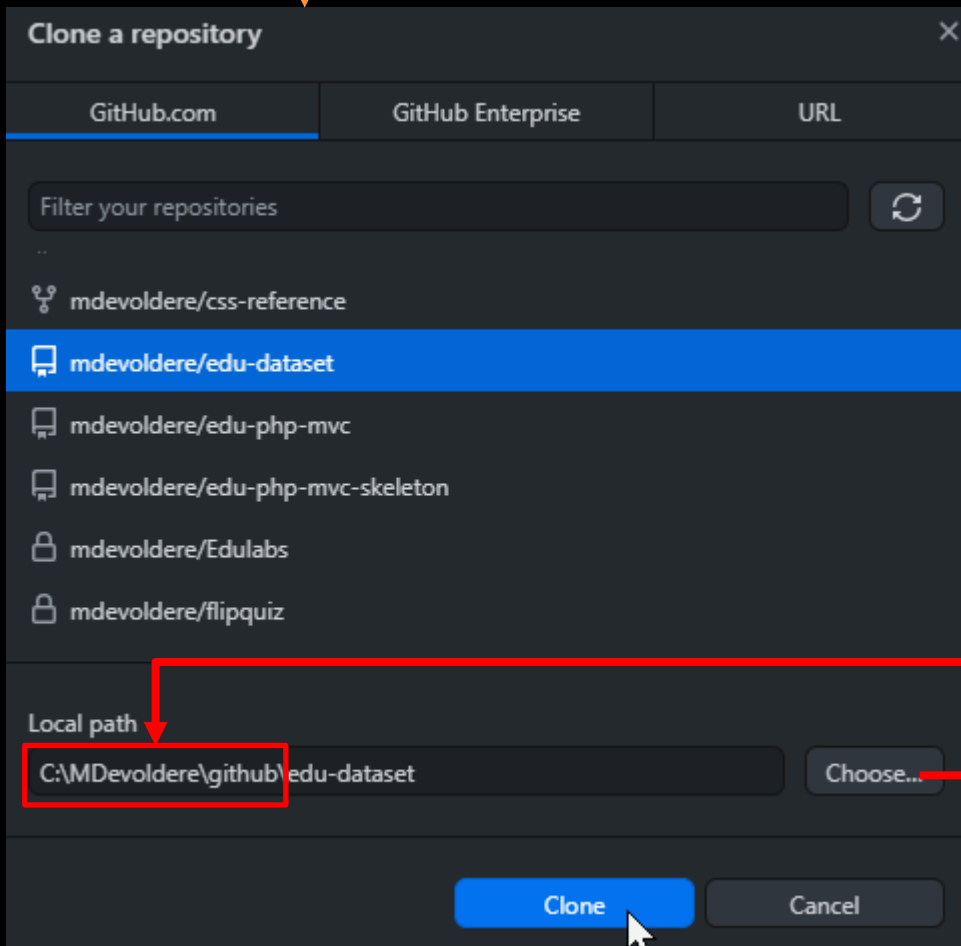 Clone a repository
GitHub.com
GitHub Enterprise
URL
Filter your repositories
mdevoldere/css-reference
mdevoldere/edu-dataset
mdevoldere/edu-php-mvc
mdevoldere/edu-php-mvc-skeleton
mdevoldere/Edulabs
mdevoldere/flipquiz
Local path
C:\MDevoldere\github\edu-dataset
Choose...
Clone
Cancel